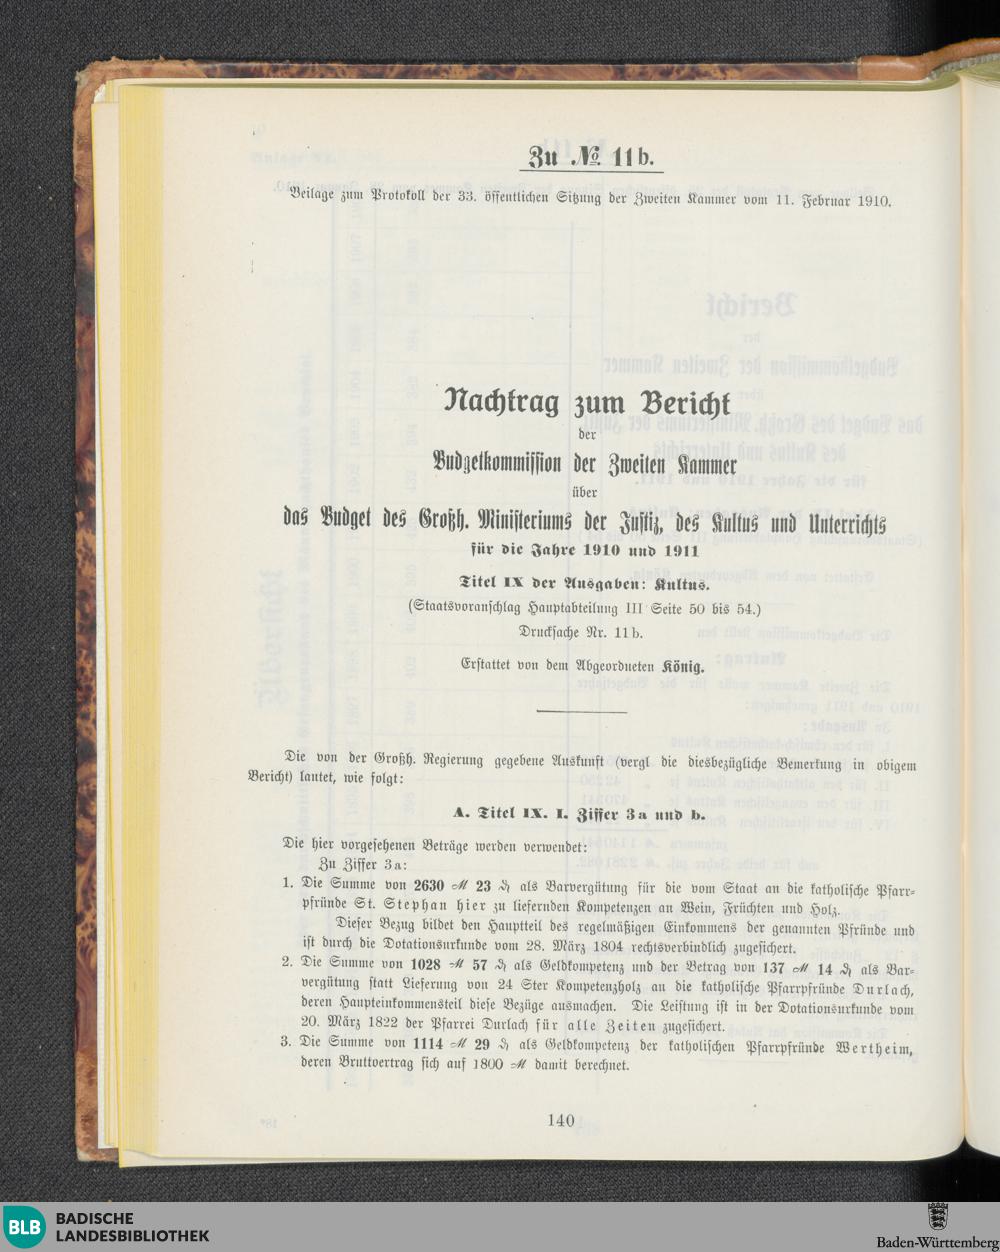 Zu № 11b.
Beilage zum Protokoll der 33. öffentlichen Sitzung der Zweiten Kammer vom 11. Februar 1910.
Nachtrag zum Bericht
der
Budgetkommission der Zweiten Kammer
über
das Budget des Großh. Ministeriums der Justiz, des Kultus und Unterrichts
für die Jahre 1910 und 1911
Titel IX der Ausgaben: Kultus.
(Staatsvoranschlag Hauptabteilung III Seite 50 bis 54.)
Drucksache Nr. 11b.
Erstattet von dem Abgeordneten König.
Die von der Großh. Regierung gegebene Auskunft (vergl die diesbezügliche Bemerkung in obigem
Bericht) lautet, wie folgt:
A. Titel IX. I. Ziffer 3a und b.
Die hier vorgesehenen Beträge werden verwendet:
Zu Ziffer 3a:
1. Die Summe von 2630 ℳ 23 ₰ als Barvergütung für die vom Staat an die katholische Pfarr=
pfründe St. Stephan hier zu liefernden Kompetenzen an Wein, Früchten und Holz.
Dieser Bezug bildet den Hauptteil des regelmäßigen Einkommens der genannten Pfründe und
ist durch die Dotationsurkunde vom 28. März 1804 rechtsverbindlich zugesichert.
2. Die Summe von 1028 ℳ 57 ₰ als Geldkompetenz und der Betrag von 137 ℳ 14 ₰ als Bar=
vergütung statt Lieferung von 24 Ster Kompetenzholz an die katholische Pfarrpfründe Durlach,
deren Haupteinkommensteil diese Bezüge ausmachen. Die Leistung ist in der Dotationsurkunde vom
20. März 1822 der Pfarrei Durlach für alle Zeiten zugesichert.
3. Die Summe von 1114 ℳ 29 ₰ als Geldkompetenz der katholischen Pfarrpfründe Wertheim,
deren Bruttoertrag sich auf 1800 ℳ damit berechnet.
140
BLB BADISCHE
LANDESBIBLIOTHEK
Baden-Württemberg